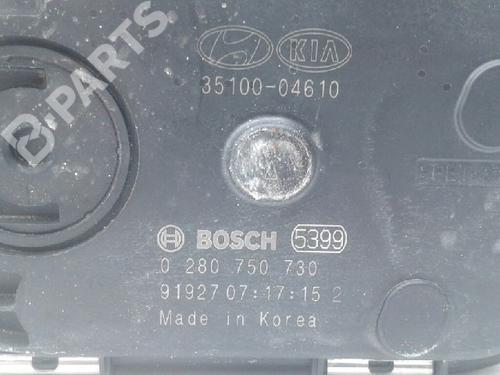 KIA
35100-04610
BOSCH 5399
0 280 750 730
91927 07:17:15 2
Made in Korea
B-PARTS